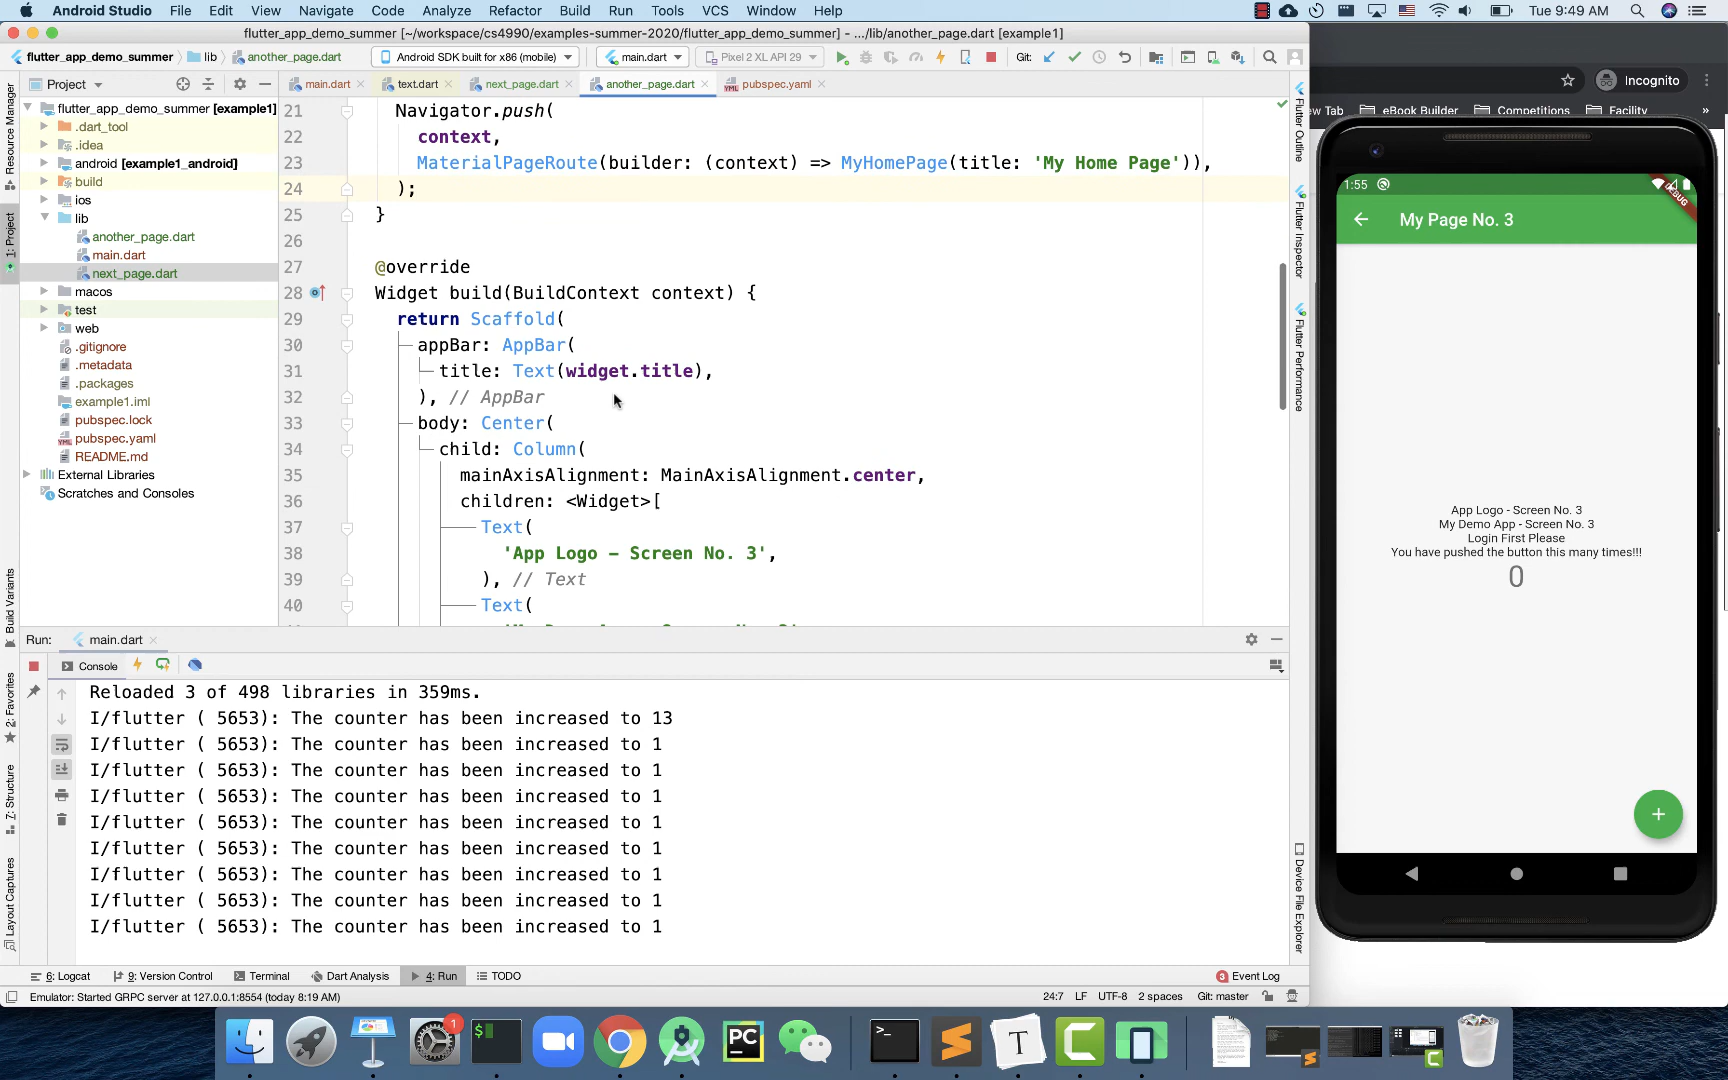 Android Studio File Edit View Navigate Code Analyze Refactor Build Run Tools VCS Window Help Tue 9:49 AM
flutter_app_demo_summer [~/workspace/cs4990/examples-summer-2020/flutter_app_demo_summer] - .../lib/another_page.dart [example1]
flutter_app_demo_summer lib another_page.dart Android SDK built for x86 (mobile) main.dart Pixel 2 XL API 29 Git:
Incognito
Project main.dart text.dart next_page.dart another_page.dart pubspec.yaml
ew Tab eBook Builder Competitions Facility »
flutter_app_demo_summer [example1]
.dart_tool
.idea
android [example1_android]
build
ios
lib
another_page.dart
main.dart
next_page.dart
macos
test
web
.gitignore
.metadata
.packages
example1.iml
pubspec.lock
pubspec.yaml
README.md
External Libraries
Scratches and Consoles
21 Navigator.push(
22 context,
23 MaterialPageRoute(builder: (context) => MyHomePage(title: 'My Home Page')),
24 );
25 }
26
27 @override
28 Widget build(BuildContext context) {
29 return Scaffold(
30 appBar: AppBar(
31 title: Text(widget.title),
32 ), // AppBar
33 body: Center(
34 child: Column(
35 mainAxisAlignment: MainAxisAlignment.center,
36 children: <Widget>[
37 Text(
38 'App Logo - Screen No. 3',
39 ), // Text
40 Text(
Resource Manager
1: Project
Build Variants
2: Favorites
7: Structure
Layout Captures
Flutter Outline
Flutter Inspector
Flutter Performance
Device File Explorer
1:55
DEBUG
My Page No. 3
App Logo - Screen No. 3
My Demo App - Screen No. 3
Login First Please
You have pushed the button this many times!!!
0
+
Run: main.dart
Console
Reloaded 3 of 498 libraries in 359ms.
I/flutter ( 5653): The counter has been increased to 13
I/flutter ( 5653): The counter has been increased to 1
I/flutter ( 5653): The counter has been increased to 1
I/flutter ( 5653): The counter has been increased to 1
I/flutter ( 5653): The counter has been increased to 1
I/flutter ( 5653): The counter has been increased to 1
I/flutter ( 5653): The counter has been increased to 1
I/flutter ( 5653): The counter has been increased to 1
I/flutter ( 5653): The counter has been increased to 1
6: Logcat 9: Version Control Terminal Dart Analysis 4: Run TODO 3 Event Log
Emulator: Started GRPC server at 127.0.0.1:8554 (today 8:19 AM) 24:7 LF UTF-8 2 spaces Git: master
1
$
PC
>_
S
T
C